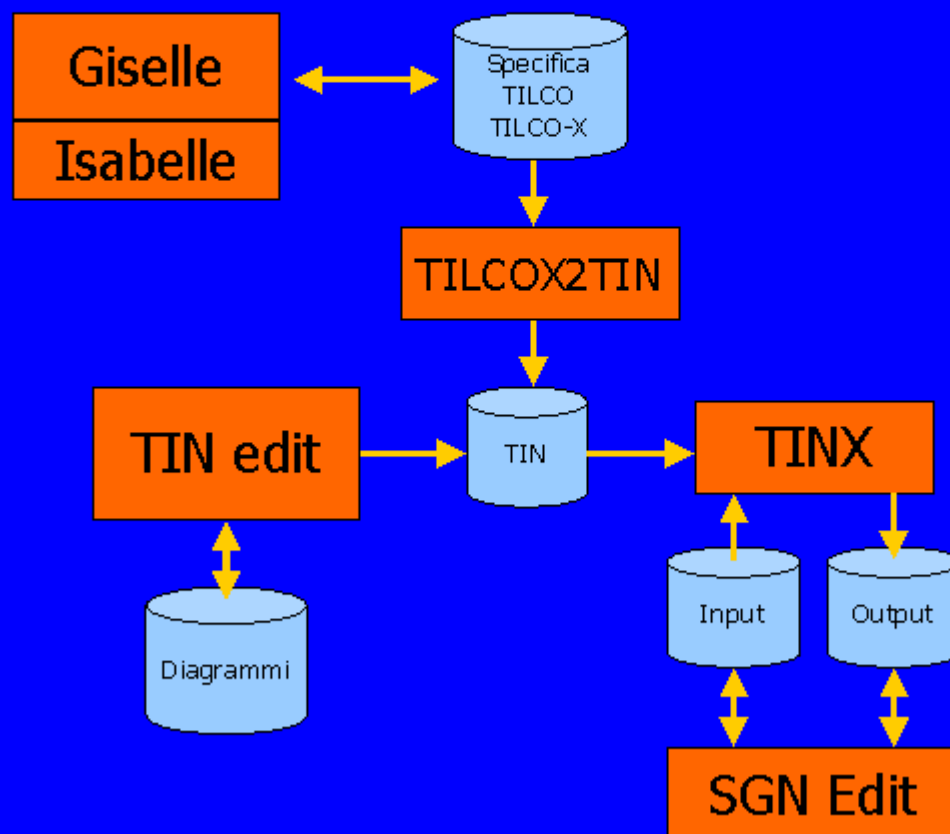 Giselle
Isabelle
Specifica
TILCO
TILCO-X
TILCOX2TIN
TIN edit
TIN
TINX
Diagrammi
Input
Output
SGN Edit